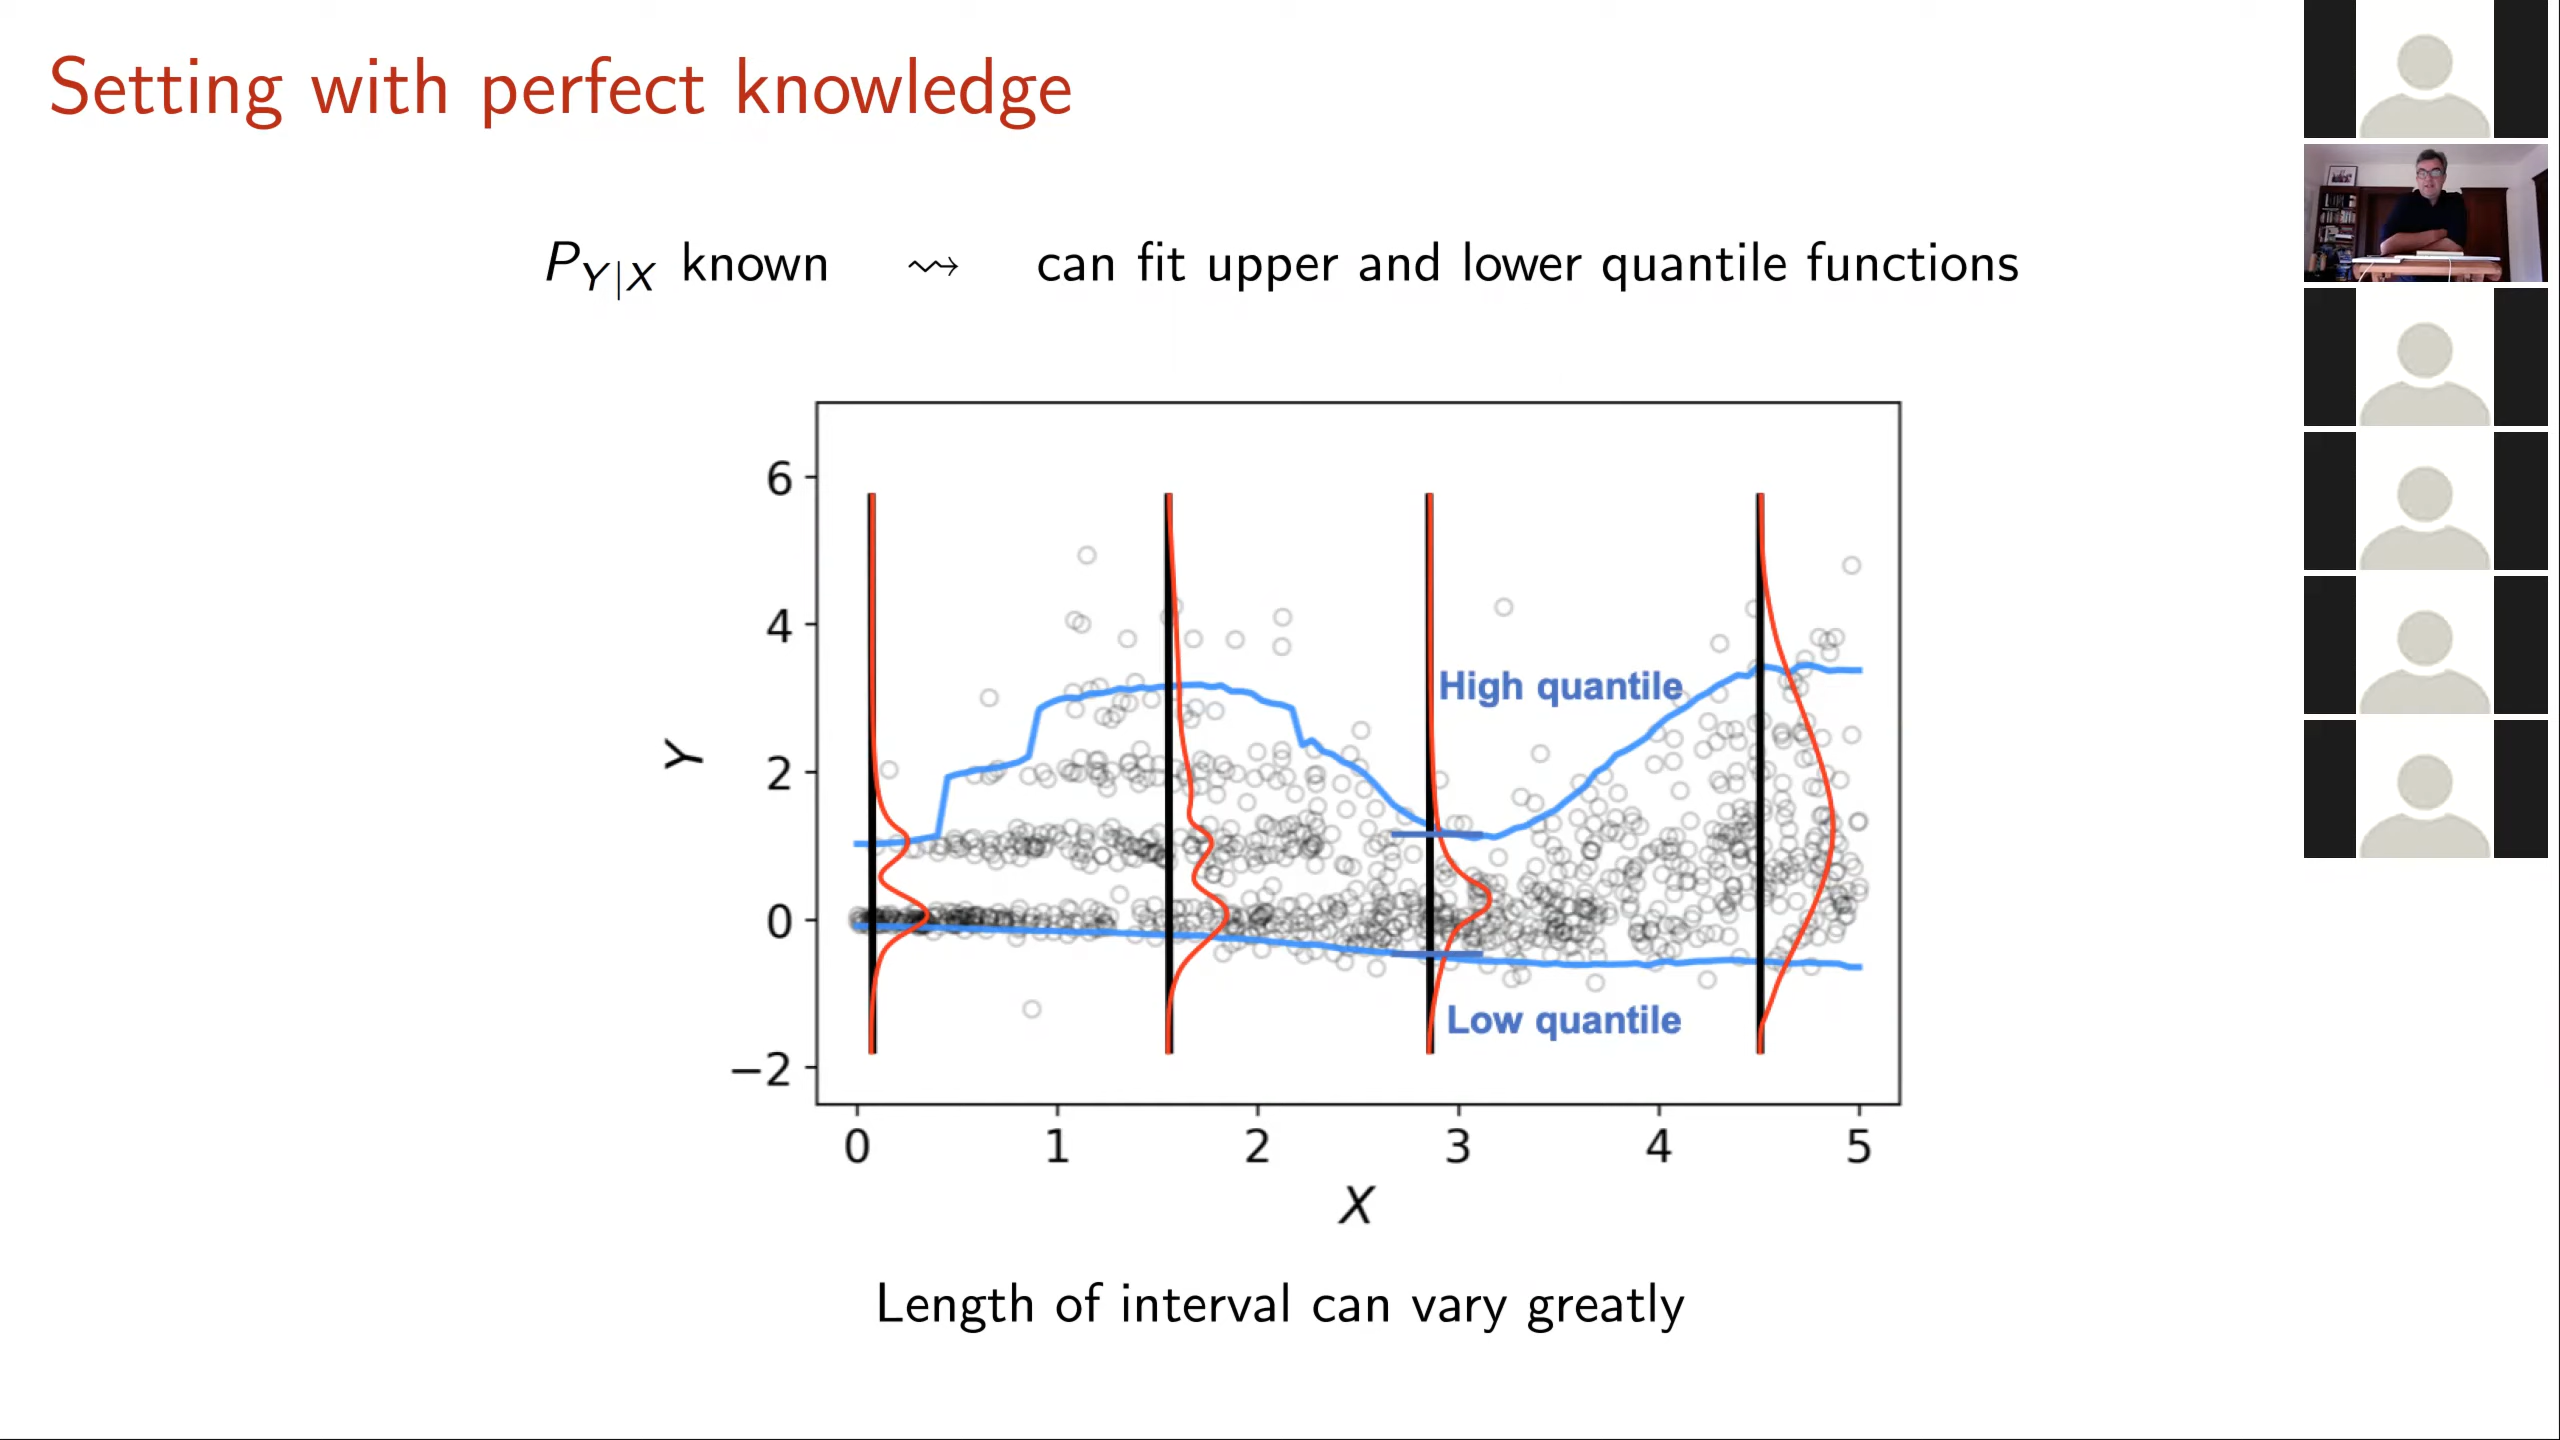 Setting with perfect knowledge
P_{Y|X} known ⇝ can fit upper and lower quantile functions
6
4
High quantile
Y
2
0
Low quantile
−2
0 1 2 3 4 5
X
Length of interval can vary greatly